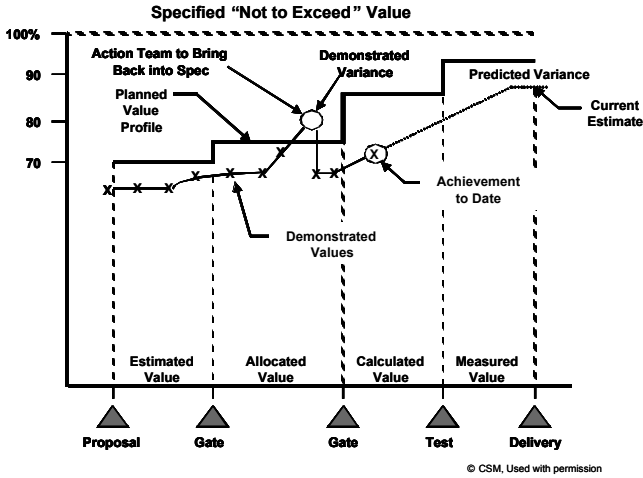 Specified “Not to Exceed” Value
100%
90
80
70
Action Team to Bring
Back into Spec
Demonstrated
Variance
Planned
Value
Profile
Predicted Variance
Current
Estimate
Achievement
to Date
Demonstrated
Values
X X X X X X X X X X
Estimated
Value
Allocated
Value
Calculated
Value
Measured
Value
Proposal
Gate
Gate
Test
Delivery
© CSM, Used with permission